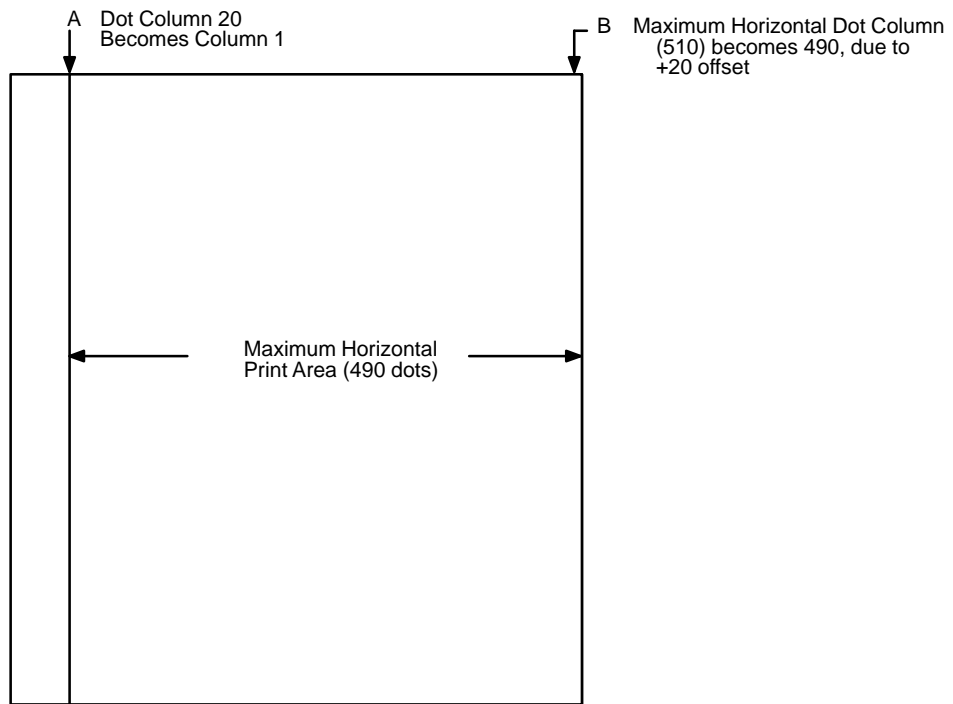 A Dot Column 20
Becomes Column 1
B Maximum Horizontal Dot Column
(510) becomes 490, due to
+20 offset
Maximum Horizontal
Print Area (490 dots)